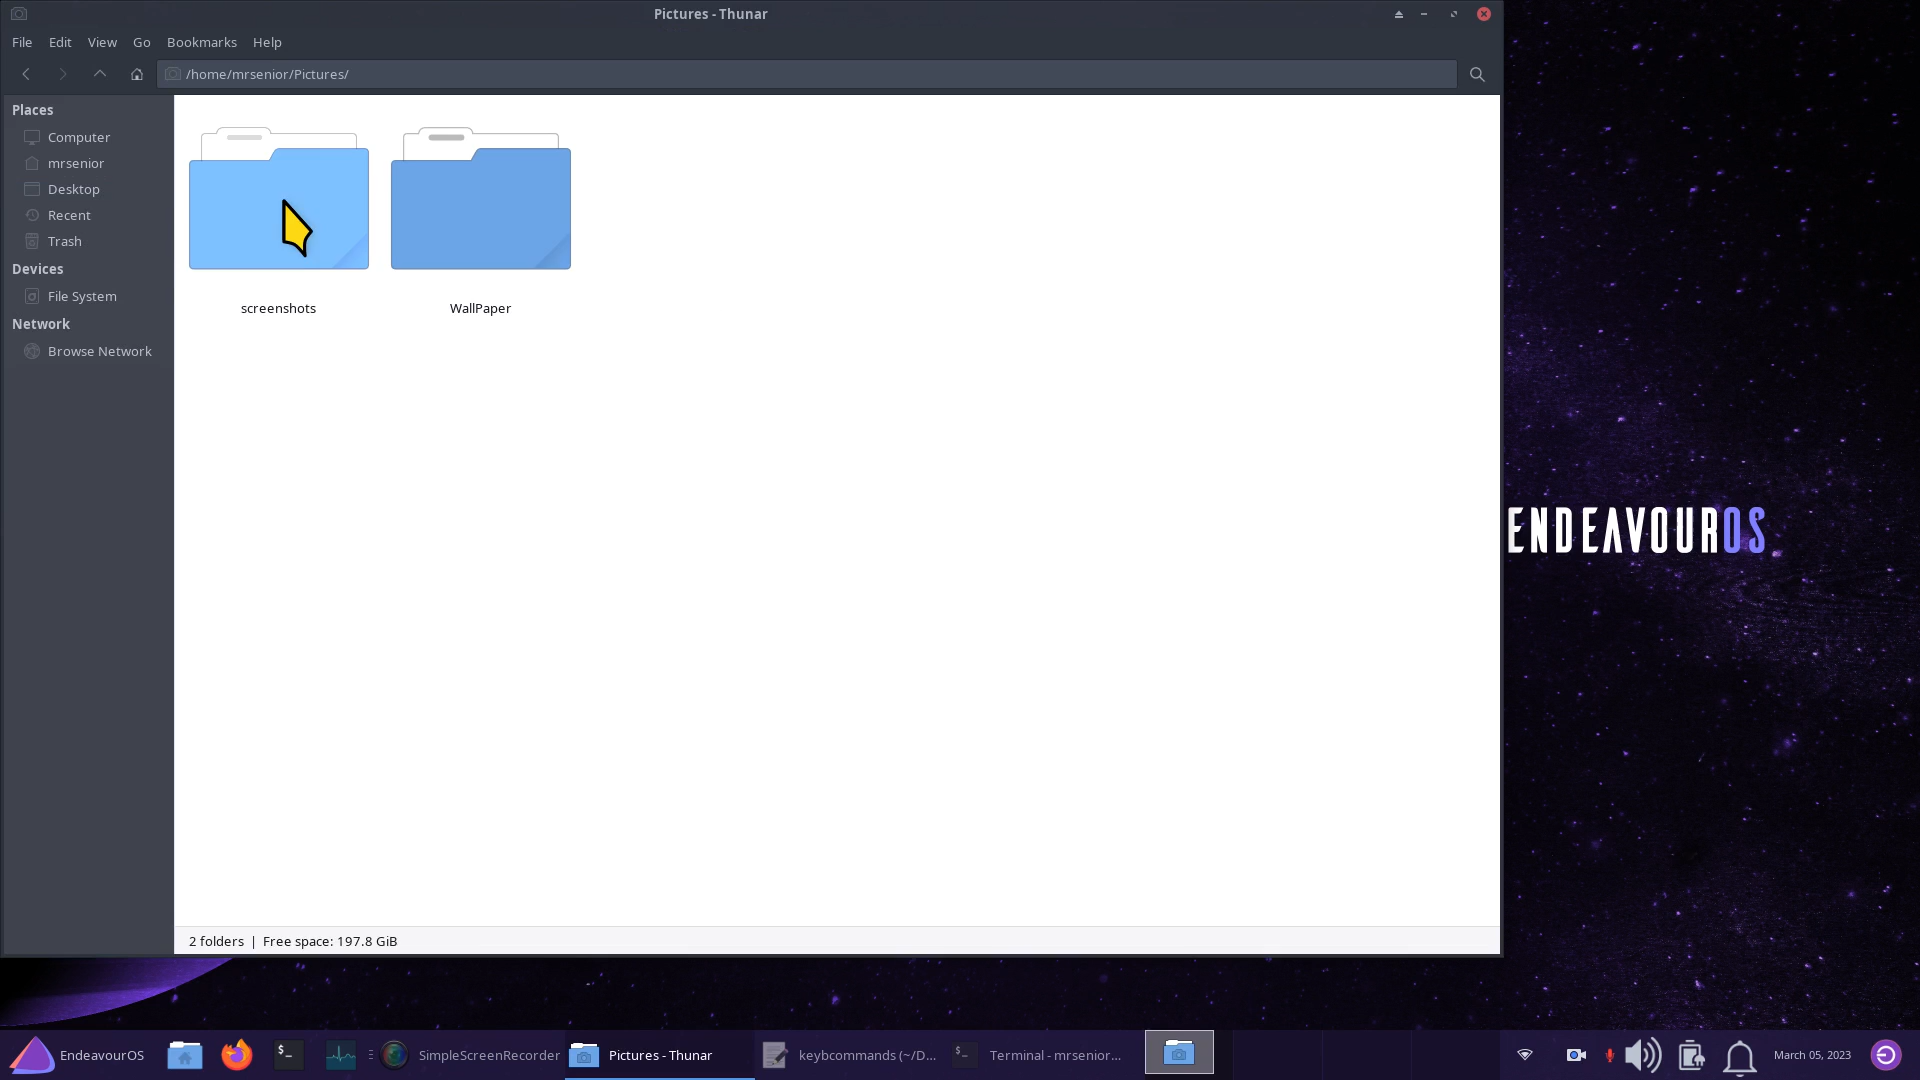 Pictures - Thunar
File Edit View Go Bookmarks Help
/home/mrsenior/Pictures/
Places
Computer
mrsenior
Desktop
Recent
Trash
Devices
File System
Network
Browse Network
screenshots WallPaper
ENDEAVOUROS
2 folders | Free space: 197.8 GiB
EndeavourOS $_ SimpleScreenRecorder Pictures - Thunar keybcommands (~/D... $_ Terminal - mrsenior... March 05, 2023